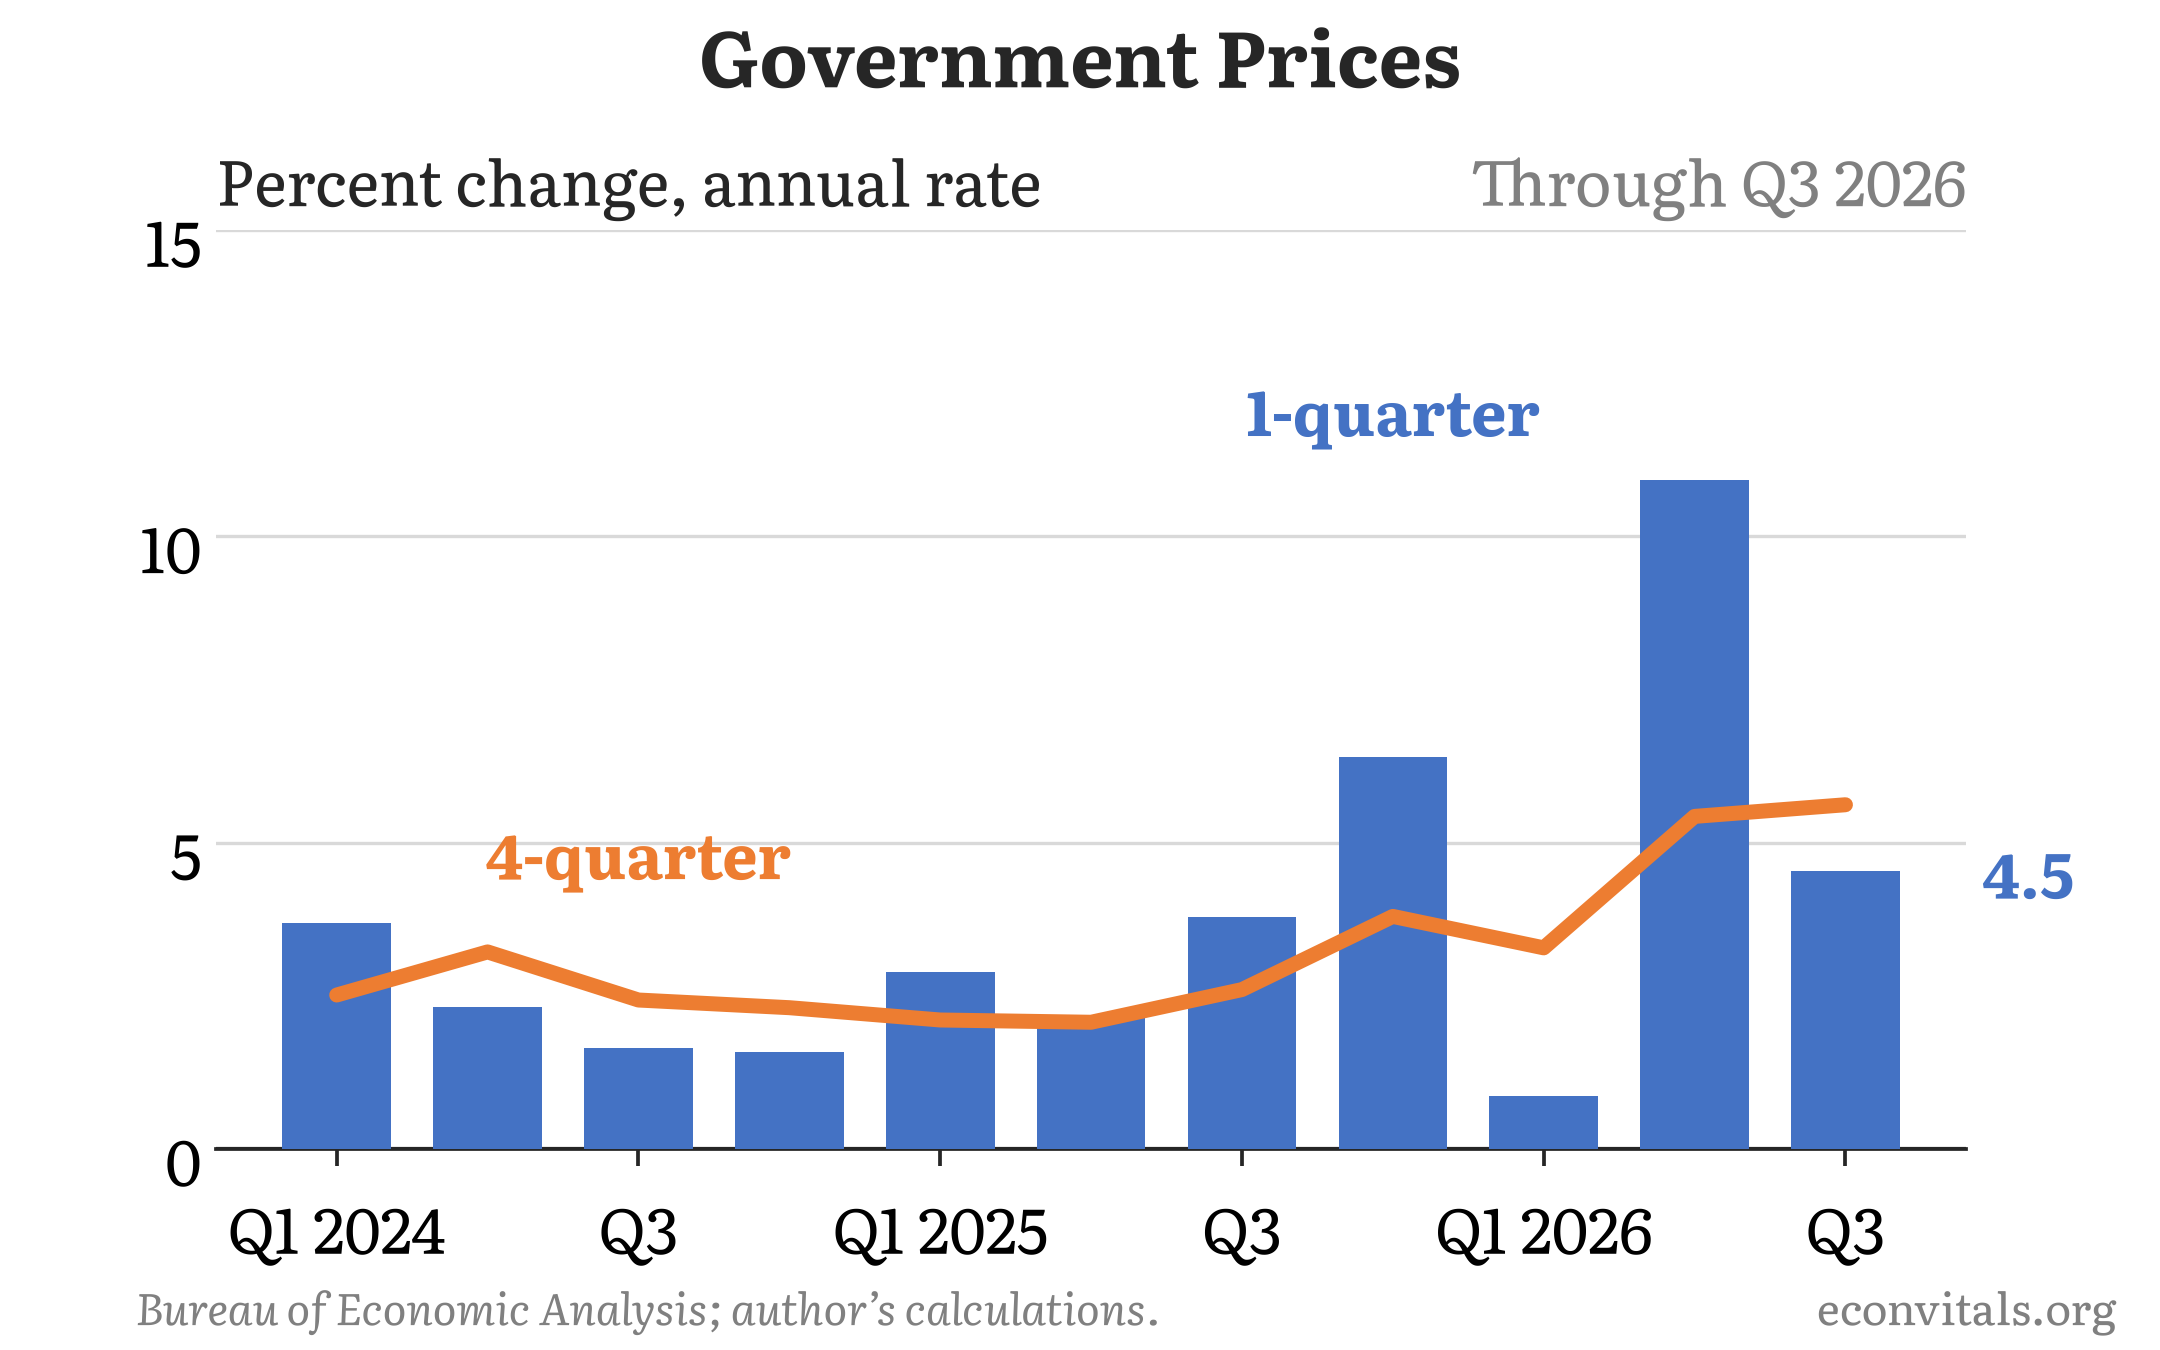 Government Prices
Percent change, annual rate
Through Q3 2026
15
1-quarter
10
5
4-quarter
4.5
0
Q1 2024
Q3
Q1 2025
Q3
Q1 2026
Q3
Bureau of Economic Analysis; author’s calculations.
econvitals.org